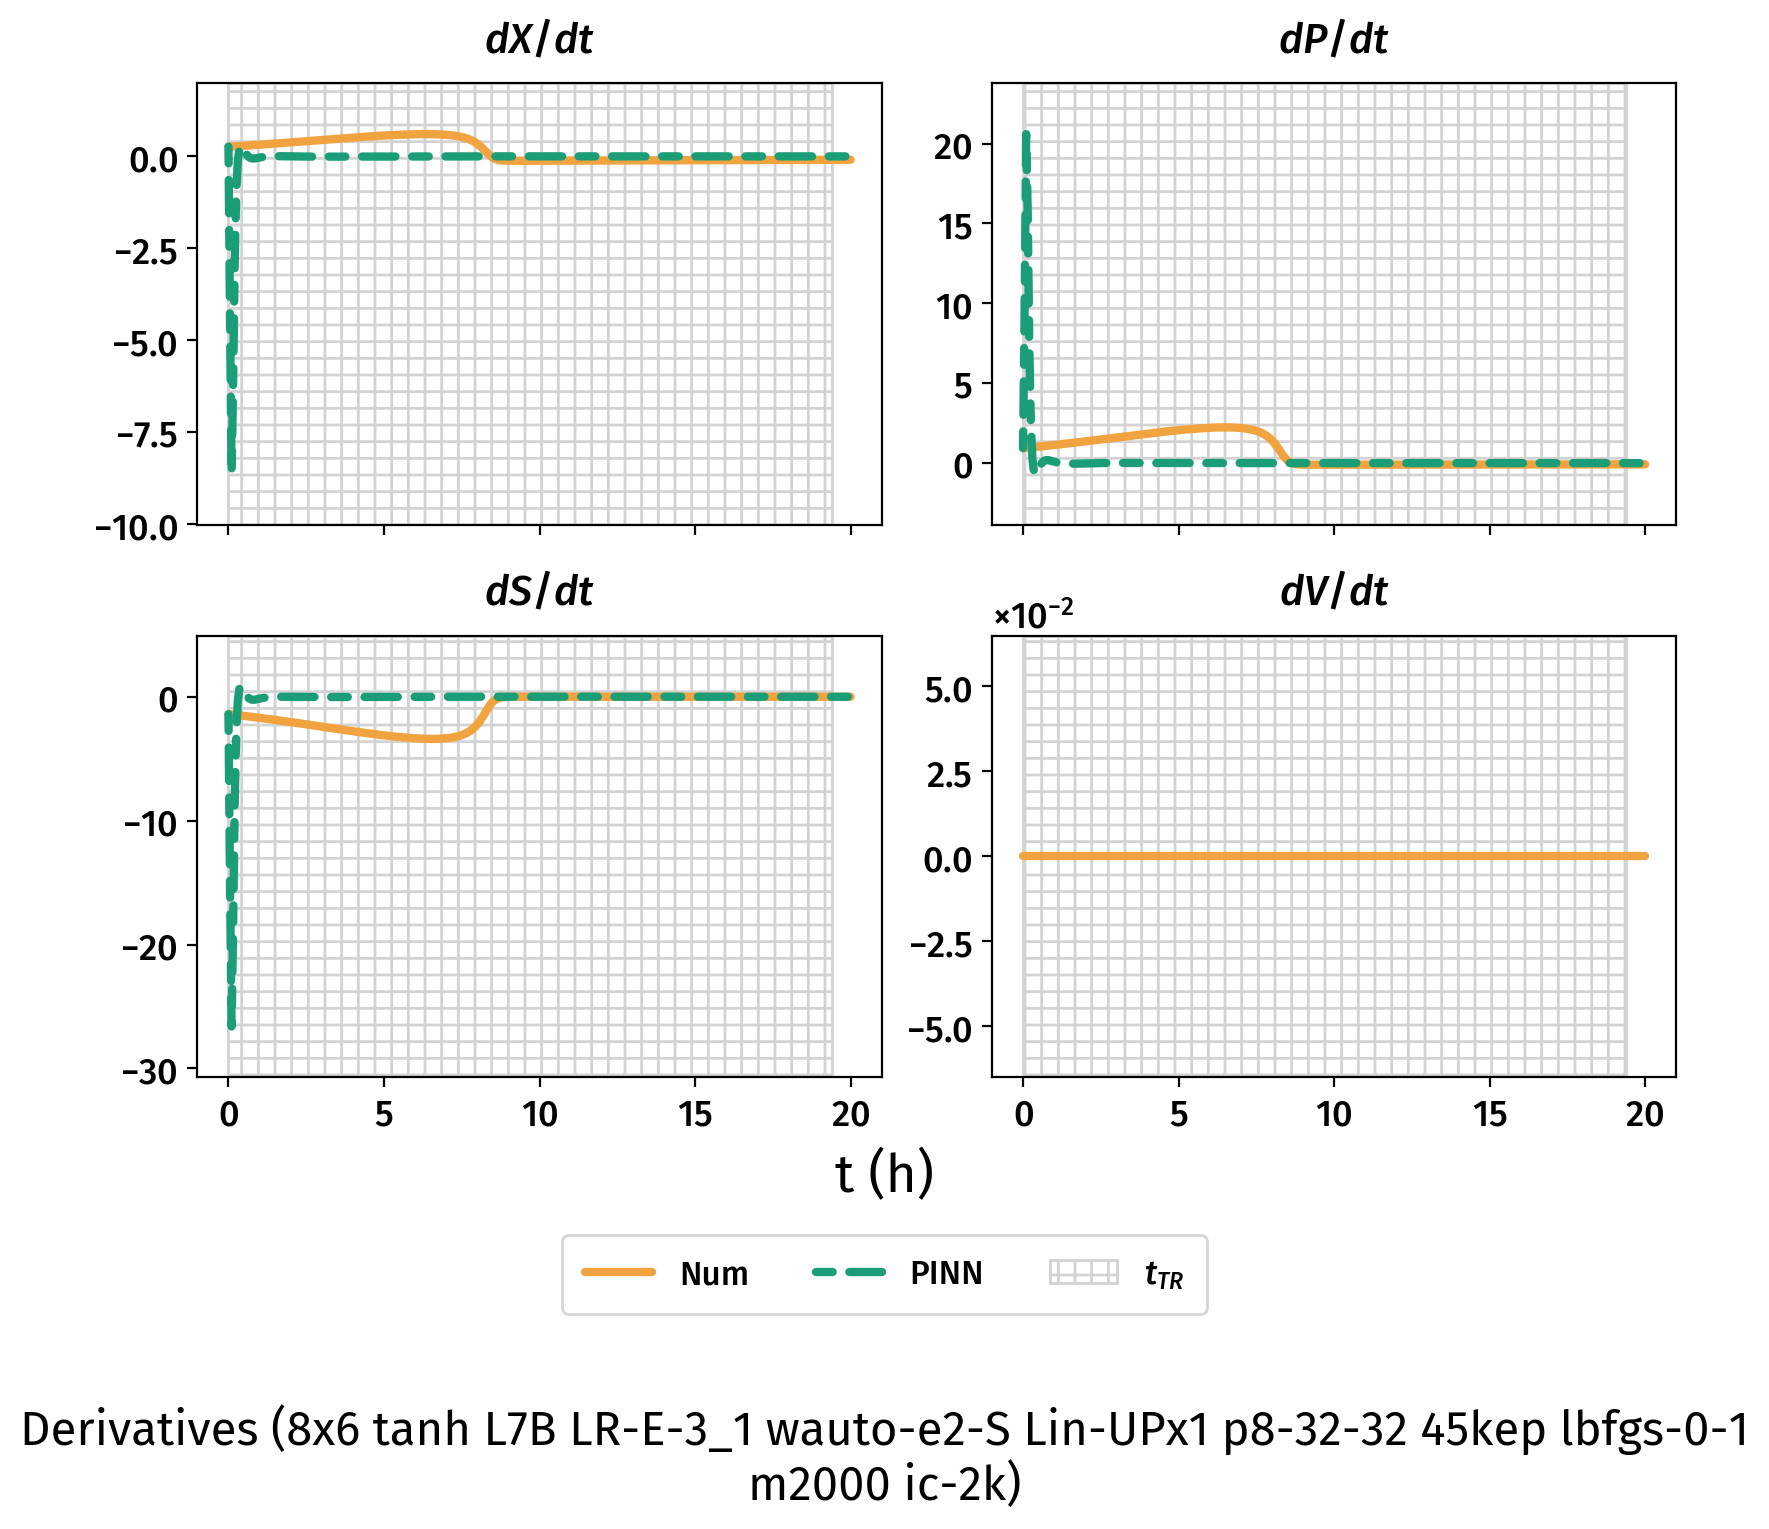 dX/dt
dP/dt
0.0
−2.5
−5.0
−7.5
−10.0
20
15
10
5
0
dS/dt
dV/dt
×10⁻²
0
−10
−20
−30
5.0
2.5
0.0
−2.5
−5.0
0 5 10 15 20
0 5 10 15 20
t (h)
Num PINN t_TR
Derivatives (8x6 tanh L7B LR-E-3_1 wauto-e2-S Lin-UPx1 p8-32-32 45kep lbfgs-0-1
m2000 ic-2k)